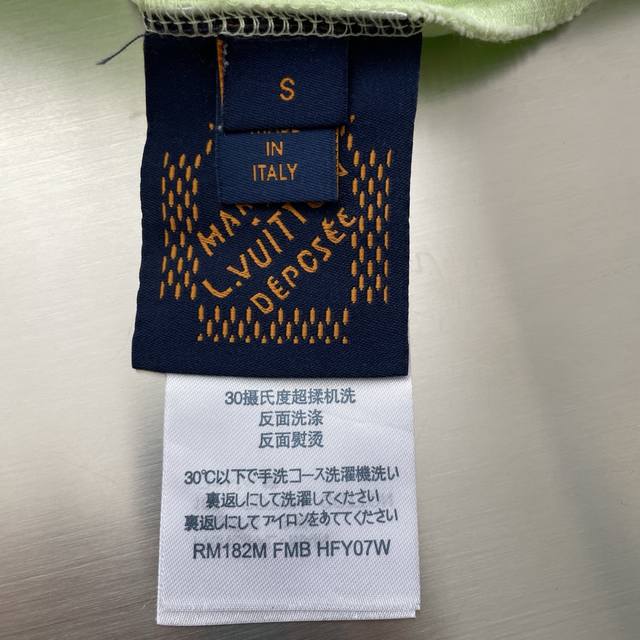 S
MADE
IN
ITALY
L.VUITTON
DÉPOSÉE
30摄氏度超揉机洗
反面洗涤
反面熨烫
30℃以下で手洗コース洗濯機洗い
裏返しにして洗濯してください
裏返しにして アイロンをあててください
RM182M FMB HFY07W